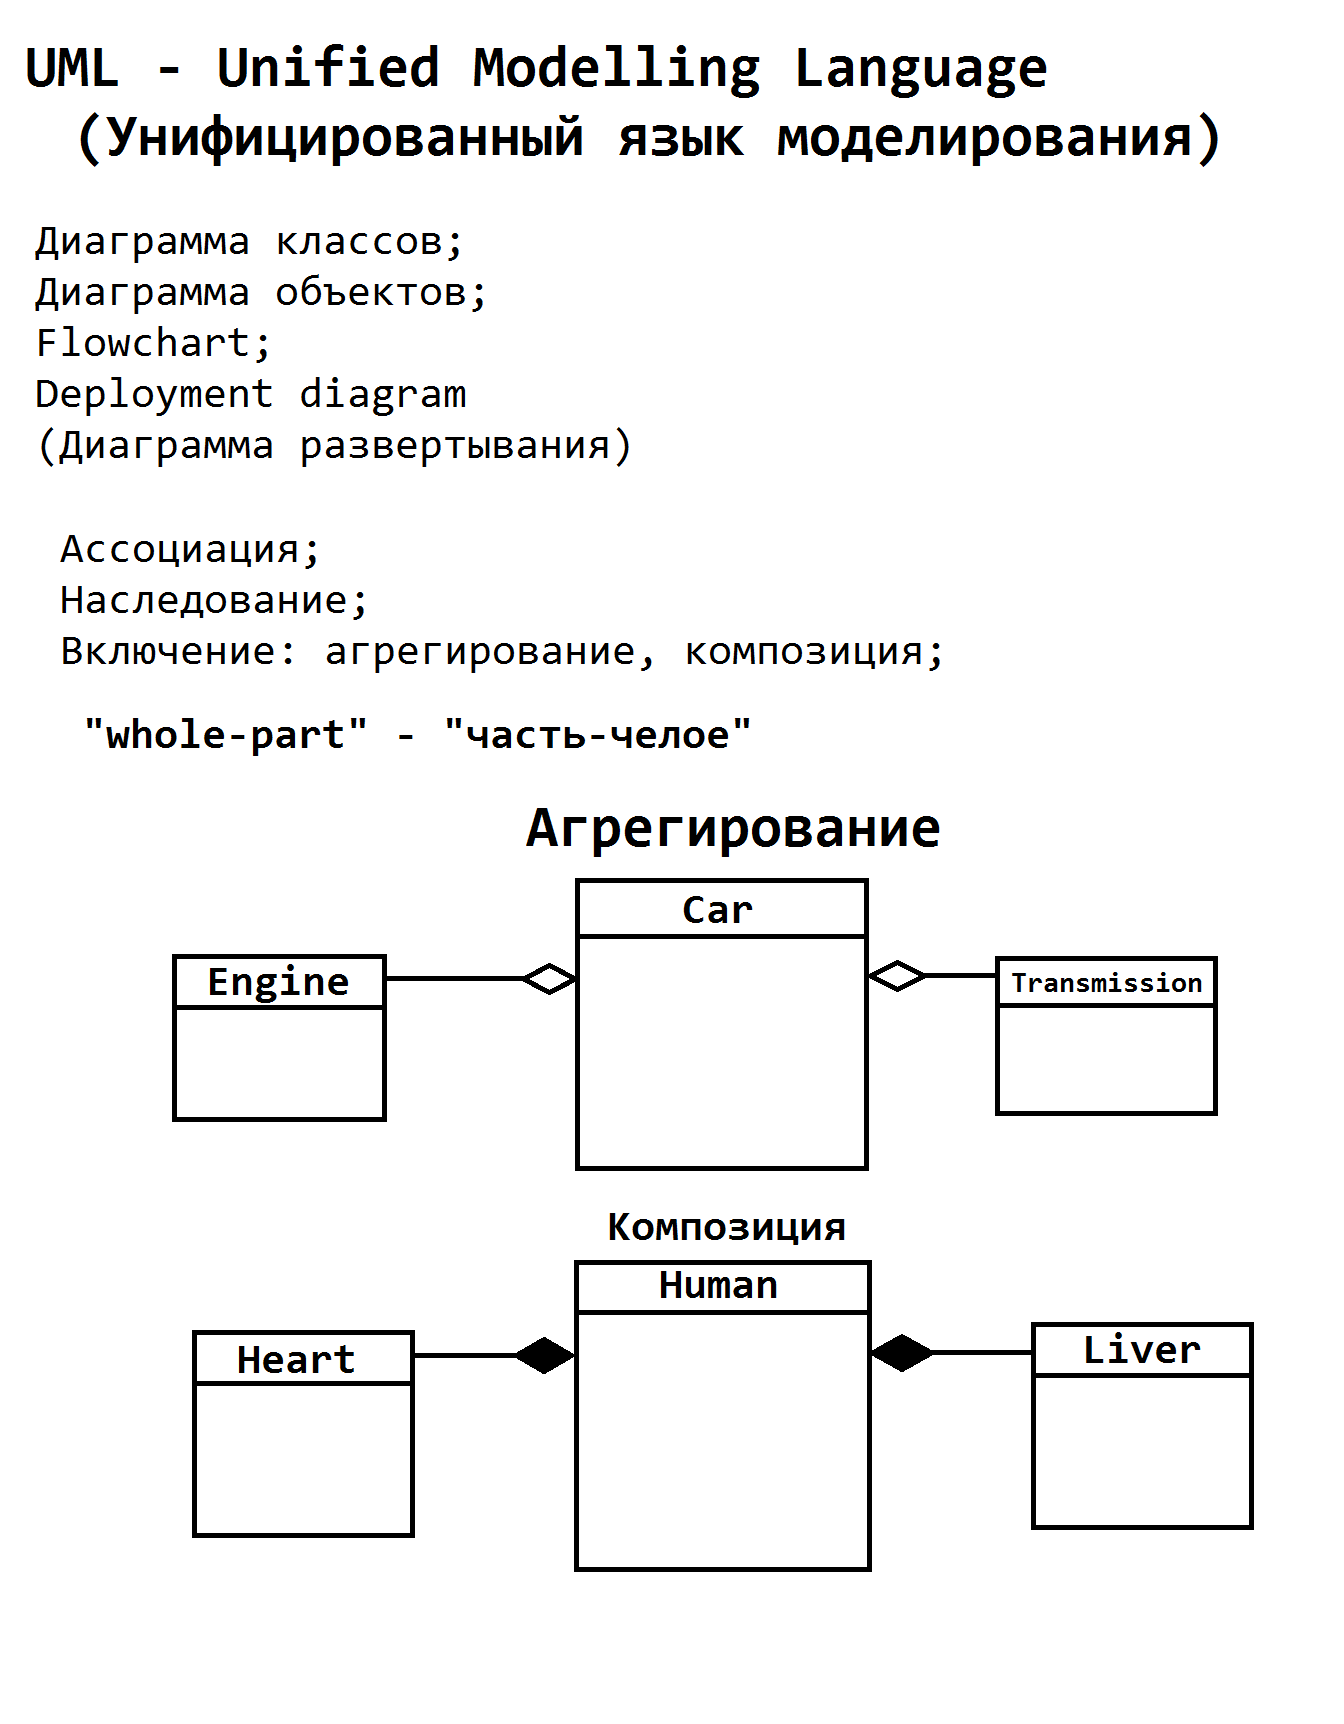 UML - Unified Modelling Language
(Унифицированный язык моделирования)
Диаграмма классов;
Диаграмма объектов;
Flowchart;
Deployment diagram
(Диаграмма развертывания)
Ассоциация;
Наследование;
Включение: агрегирование, композиция;
"whole-part" - "часть-челое"
Агрегирование
Car
Engine
Transmission
Композиция
Human
Heart
Liver